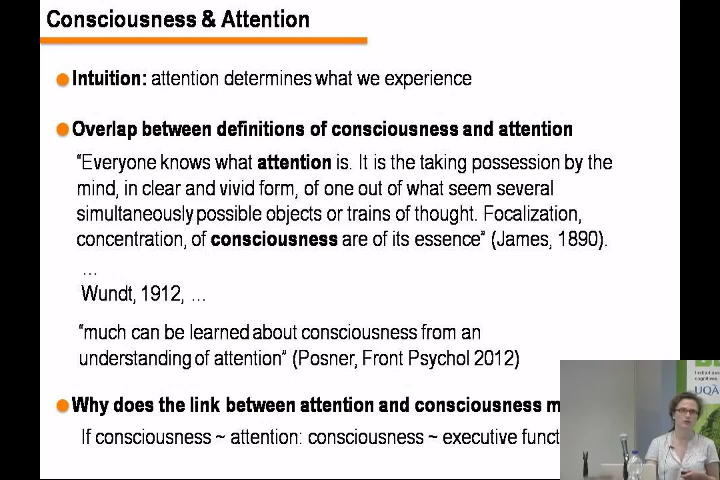 Consciousness & Attention
Intuition: attention determines what we experience
Overlap between definitions of consciousness and attention
"Everyone knows what attention is. It is the taking possession by the
mind, in clear and vivid form, of one out of what seem several
simultaneously possible objects or trains of thought. Focalization,
concentration, of consciousness are of its essence" (James, 1890).
…
Wundt, 1912, …
"much can be learned about consciousness from an
understanding of attention" (Posner, Front Psychol 2012)
Why does the link between attention and consciousness m
If consciousness ~ attention: consciousness ~ executive funct
cognitives
UQÀ